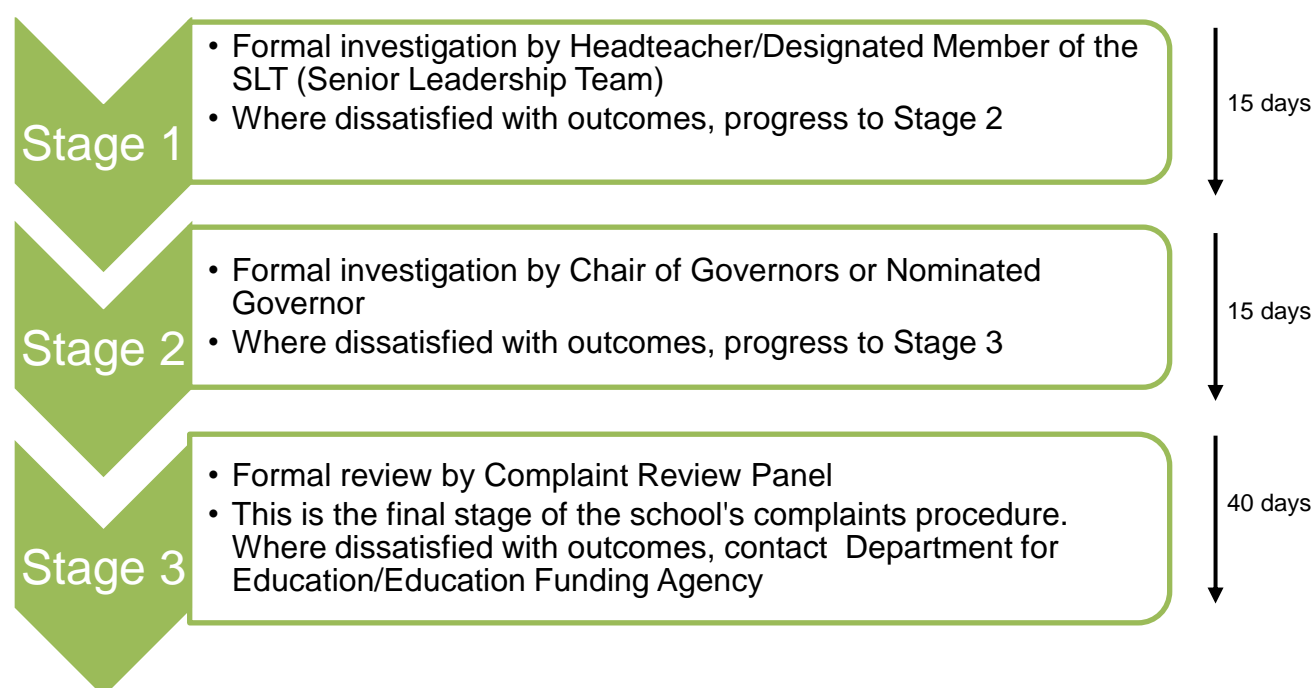 Stage 1
• Formal investigation by Headteacher/Designated Member of the
SLT (Senior Leadership Team)
• Where dissatisfied with outcomes, progress to Stage 2
15 days
Stage 2
• Formal investigation by Chair of Governors or Nominated
Governor
• Where dissatisfied with outcomes, progress to Stage 3
15 days
Stage 3
• Formal review by Complaint Review Panel
• This is the final stage of the school's complaints procedure.
Where dissatisfied with outcomes, contact  Department for
Education/Education Funding Agency
40 days